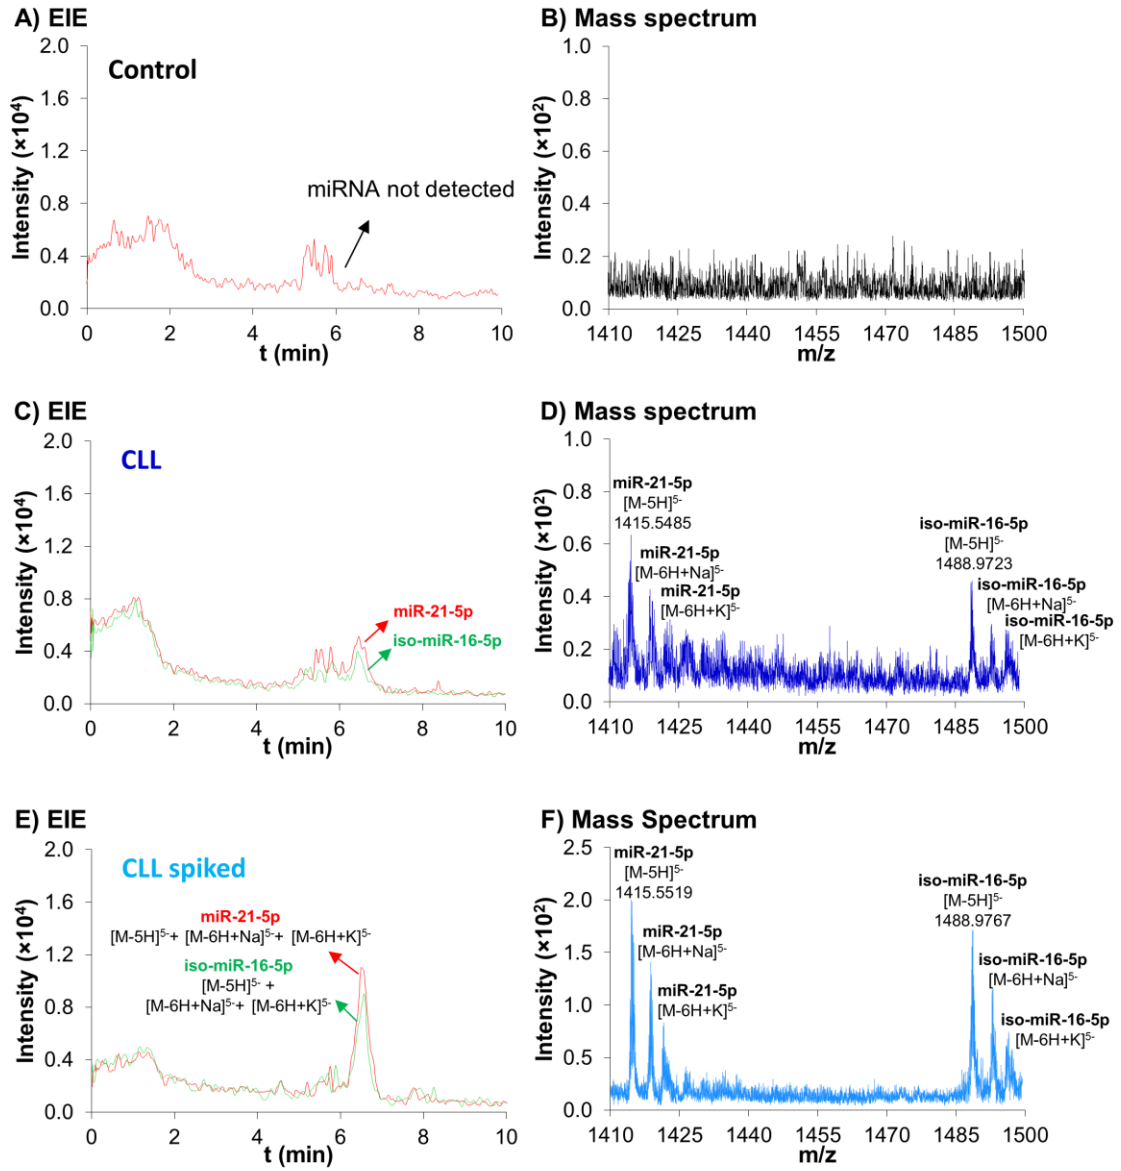 A) EIE
B) Mass spectrum
Intensity (×10⁴)
2.0
1.6
1.2
0.8
0.4
0.0
Control
miRNA not detected
0 2 4 6 8 10
t (min)
Intensity (×10²)
1.0
0.8
0.6
0.4
0.2
0.0
1410 1425 1440 1455 1470 1485 1500
m/z
C) EIE
D) Mass spectrum
Intensity (×10⁴)
2.0
1.6
1.2
0.8
0.4
0.0
CLL
miR-21-5p
iso-miR-16-5p
0 2 4 6 8 10
t (min)
Intensity (×10²)
1.0
0.8
0.6
0.4
0.2
0.0
miR-21-5p
[M-5H]⁵⁻
1415.5485
miR-21-5p
[M-6H+Na]⁵⁻
miR-21-5p
[M-6H+K]⁵⁻
iso-miR-16-5p
[M-5H]⁵⁻
1488.9723
iso-miR-16-5p
[M-6H+Na]⁵⁻
iso-miR-16-5p
[M-6H+K]⁵⁻
1410 1425 1440 1455 1470 1485 1500
m/z
E) EIE
F) Mass Spectrum
Intensity (×10⁴)
2.0
1.6
1.2
0.8
0.4
0.0
CLL spiked
miR-21-5p
[M-5H]⁵⁻+ [M-6H+Na]⁵⁻+ [M-6H+K]⁵⁻
iso-miR-16-5p
[M-5H]⁵⁻ +
[M-6H+Na]⁵⁻+ [M-6H+K]⁵⁻
0 2 4 6 8 10
t (min)
Intensity (×10²)
2.5
2.0
1.5
1.0
0.5
0.0
miR-21-5p
[M-5H]⁵⁻
1415.5519
miR-21-5p
[M-6H+Na]⁵⁻
miR-21-5p
[M-6H+K]⁵⁻
iso-miR-16-5p
[M-5H]⁵⁻
1488.9767
iso-miR-16-5p
[M-6H+Na]⁵⁻
iso-miR-16-5p
[M-6H+K]⁵⁻
1410 1425 1440 1455 1470 1485 1500
m/z